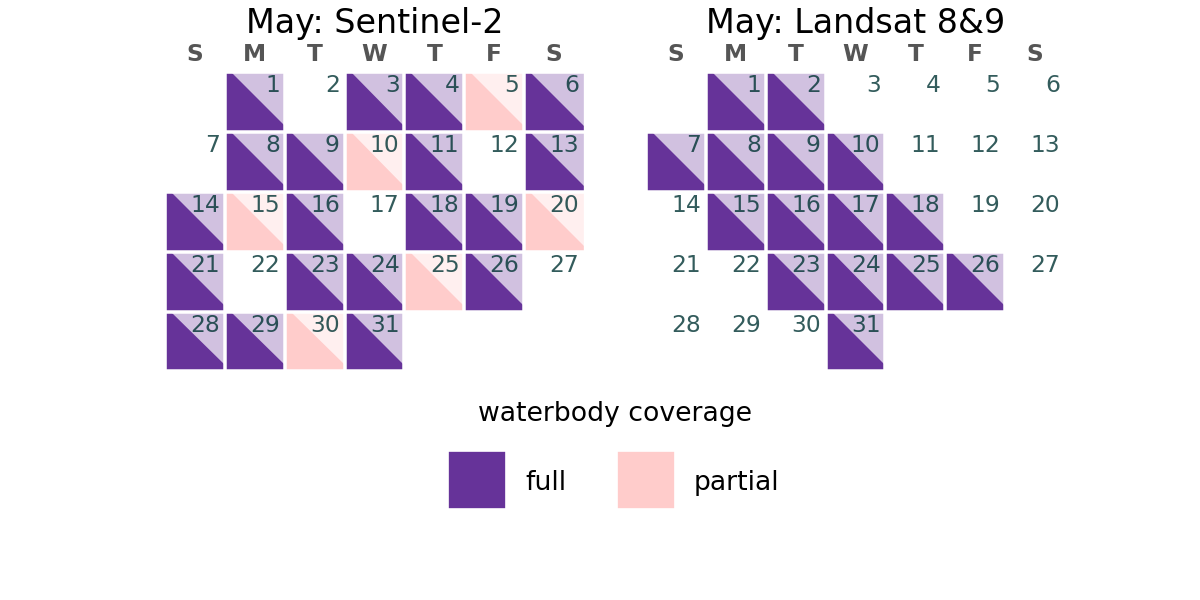 May: Sentinel-2
S M T W T F S
1 2 3 4 5 6
7 8 9 10 11 12 13
14 15 16 17 18 19 20
21 22 23 24 25 26 27
28 29 30 31
May: Landsat 8&9
S M T W T F S
1 2 3 4 5 6
7 8 9 10 11 12 13
14 15 16 17 18 19 20
21 22 23 24 25 26 27
28 29 30 31
waterbody coverage
full partial